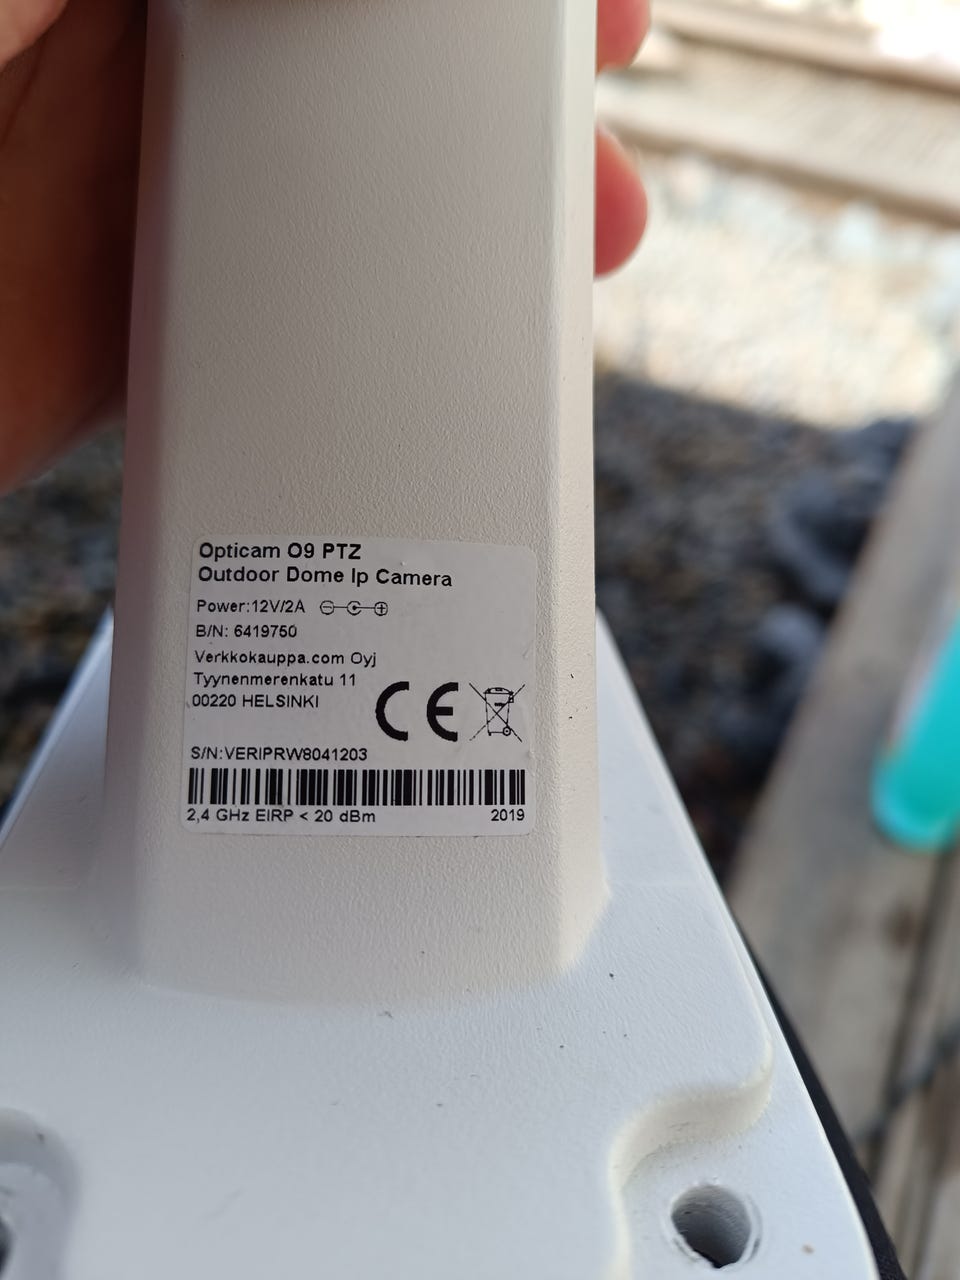 Opticam O9 PTZ
Outdoor Dome Ip Camera
Power:12V/2A
B/N: 6419750
Verkkokauppa.com Oyj
Tyynenmerenkatu 11
00220 HELSINKI
CE
S/N:VERIPRW8041203
2,4 GHz EIRP < 20 dBm 2019